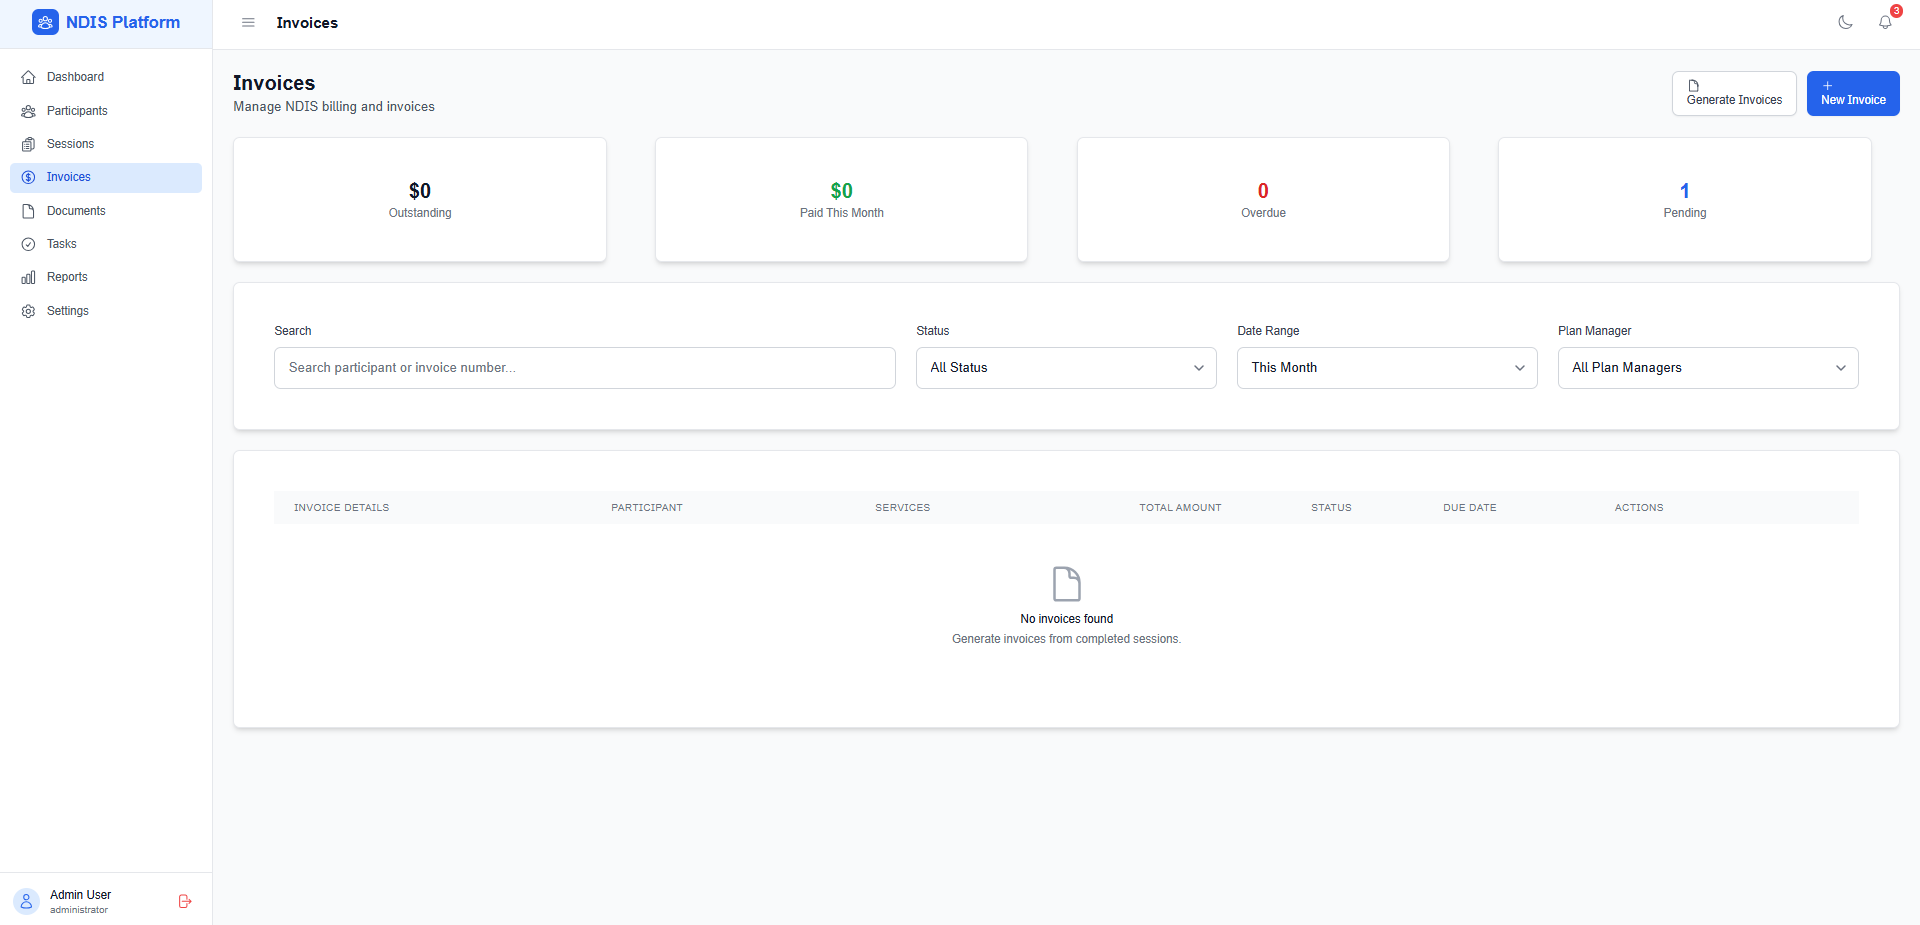 NDIS Platform
Invoices
3
Dashboard
Participants
Sessions
Invoices
Documents
Tasks
Reports
Settings
Invoices
Manage NDIS billing and invoices
Generate Invoices
New Invoice
$0
Outstanding
$0
Paid This Month
0
Overdue
1
Pending
Search
Search participant or invoice number...
Status
All Status
Date Range
This Month
Plan Manager
All Plan Managers
INVOICE DETAILS PARTICIPANT SERVICES TOTAL AMOUNT STATUS DUE DATE ACTIONS
No invoices found
Generate invoices from completed sessions.
Admin User
administrator